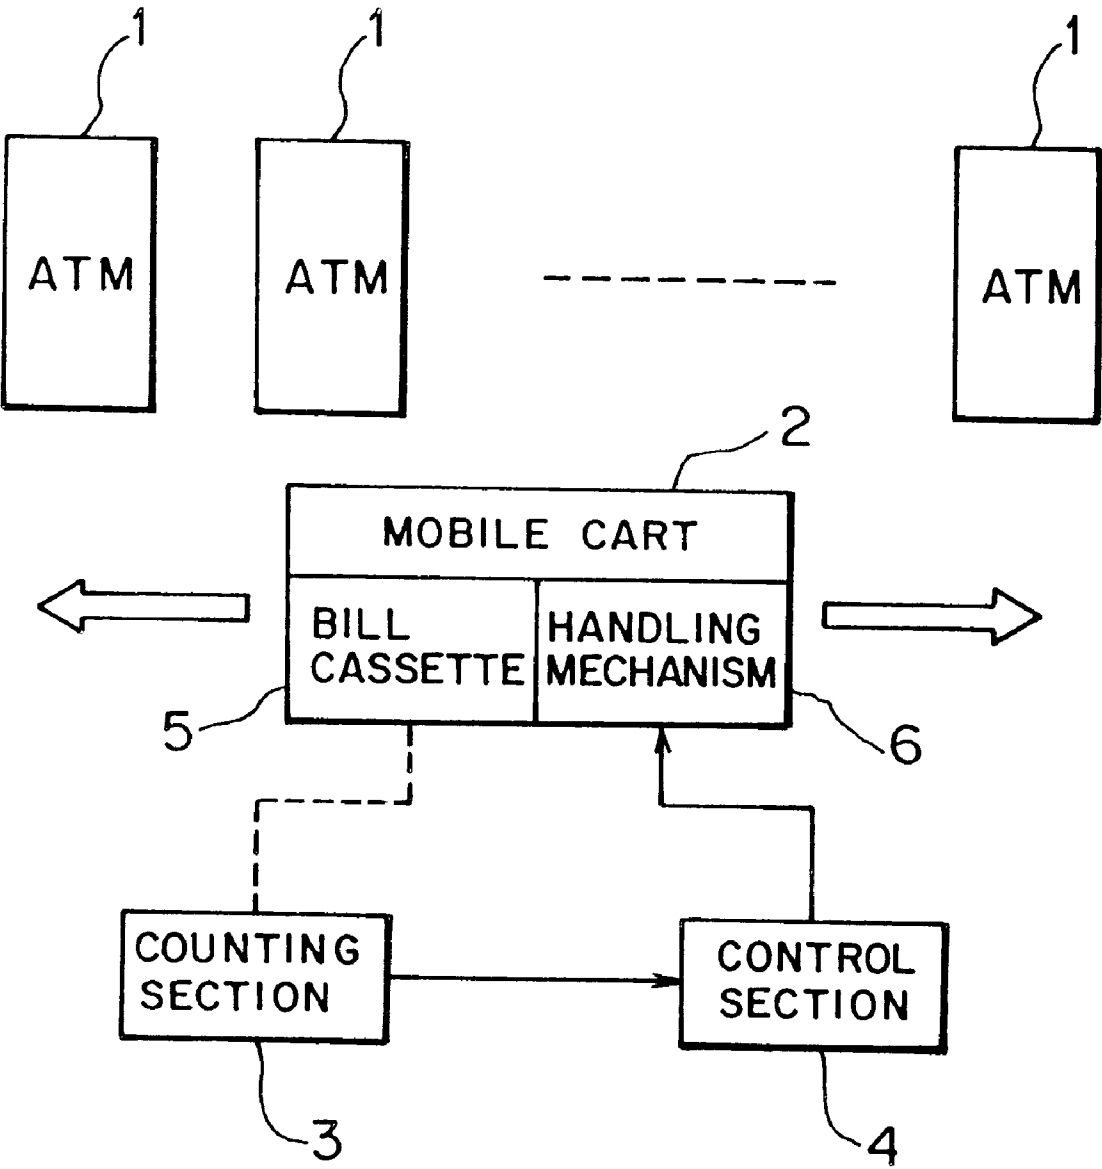 1
1
1
ATM
ATM
ATM
2
MOBILE CART
BILL
CASSETTE
HANDLING
MECHANISM
5
6
COUNTING
SECTION
CONTROL
SECTION
3
4